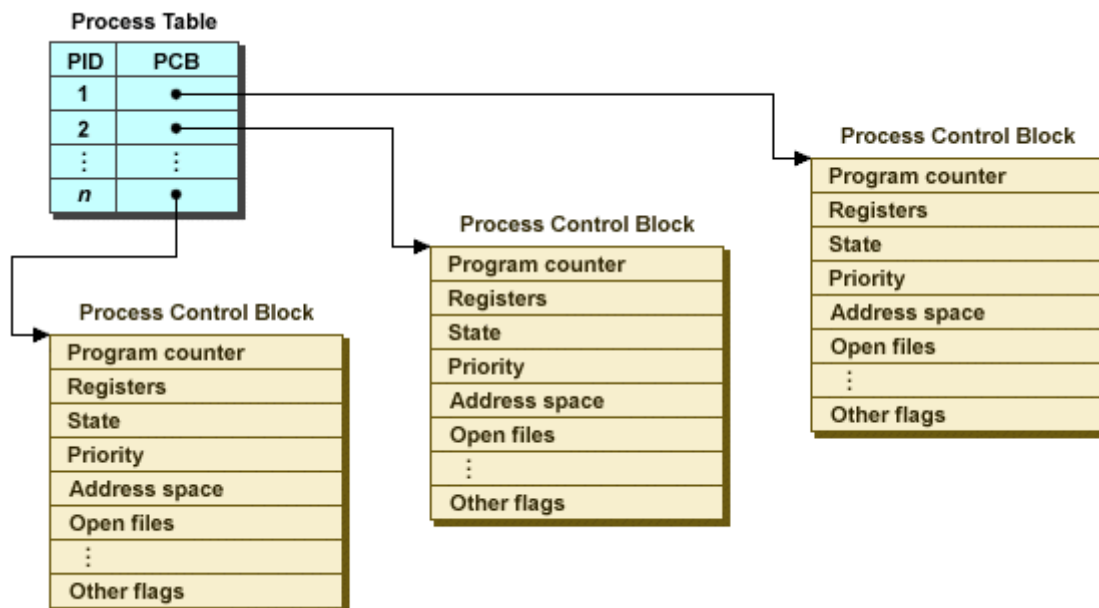 Process Table
PID PCB
1
2
⋮ ⋮
n
Process Control Block
Program counter
Registers
State
Priority
Address space
Open files
⋮
Other flags
Process Control Block
Program counter
Registers
State
Priority
Address space
Open files
⋮
Other flags
Process Control Block
Program counter
Registers
State
Priority
Address space
Open files
⋮
Other flags